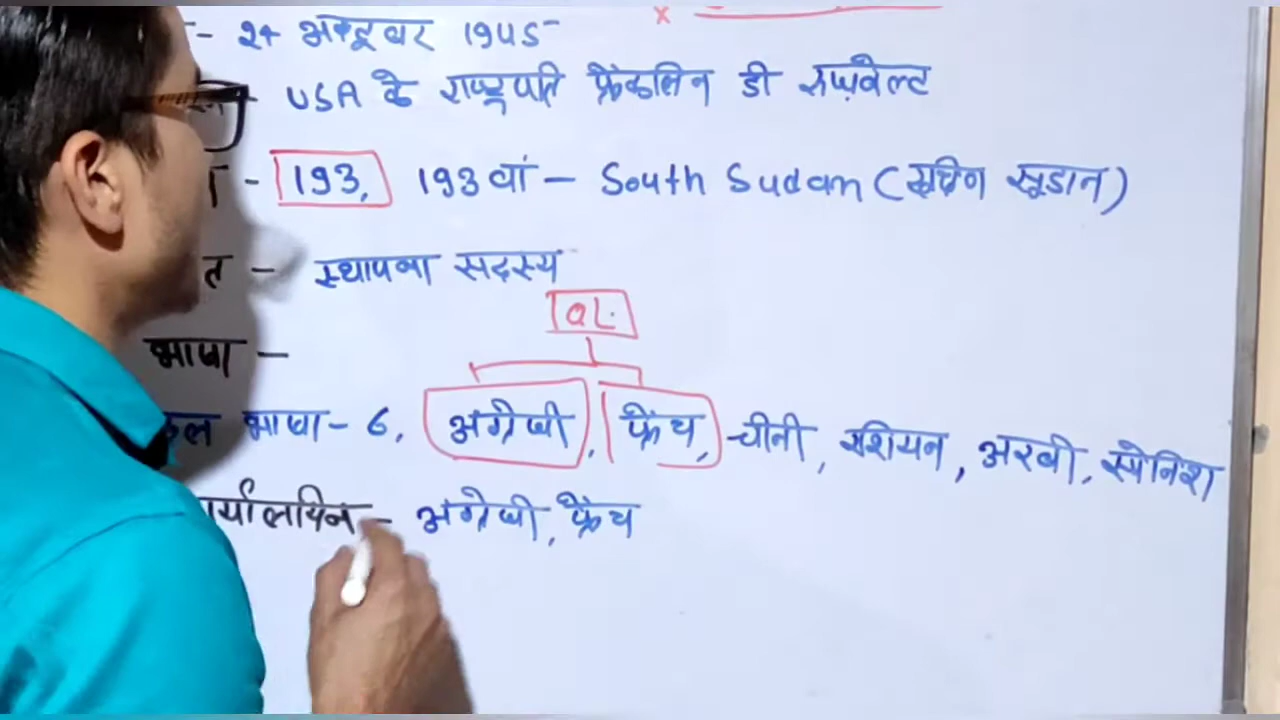 - 24 अक्टूबर 1945
- USA के राष्ट्रपति फ्रेंकलिन डी रुज़वेल्ट
- 193, 193 वां - South Sudan (दक्षिण सूडान)
त - स्थापना सदस्य
OL.
भाषा -
कुल भाषा - 6, अंग्रेजी, फ्रेंच, चीनी, रशियन, अरबी, स्पेनिश
र्यालयिन - अंग्रेजी, फ्रेंच